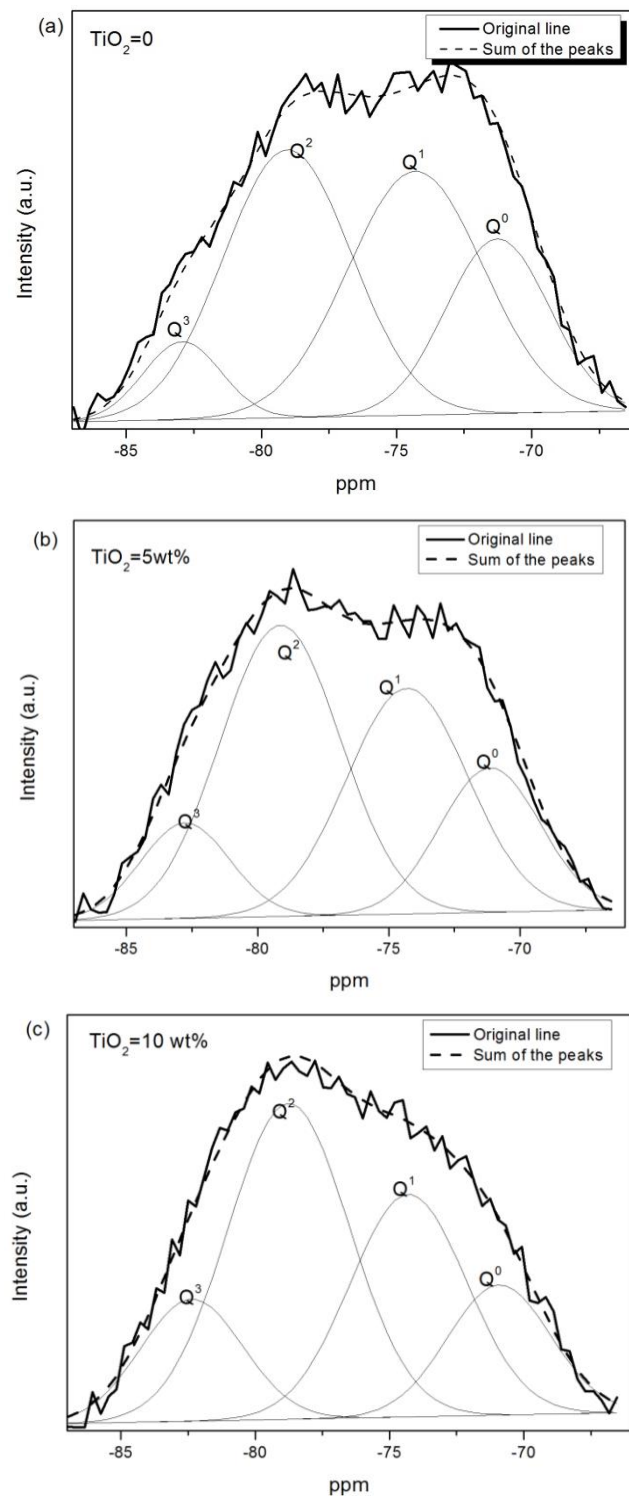 (a)
TiO₂=0
Original line
Sum of the peaks
Q²
Q¹
Q⁰
Q³
Intensity (a.u.)
-85 -80 -75 -70
ppm
(b)
TiO₂=5wt%
Original line
Sum of the peaks
Q²
Q¹
Q⁰
Q³
Intensity (a.u.)
-85 -80 -75 -70
ppm
(c)
TiO₂=10 wt%
Original line
Sum of the peaks
Q²
Q¹
Q⁰
Q³
Intensity (a.u.)
-85 -80 -75 -70
ppm